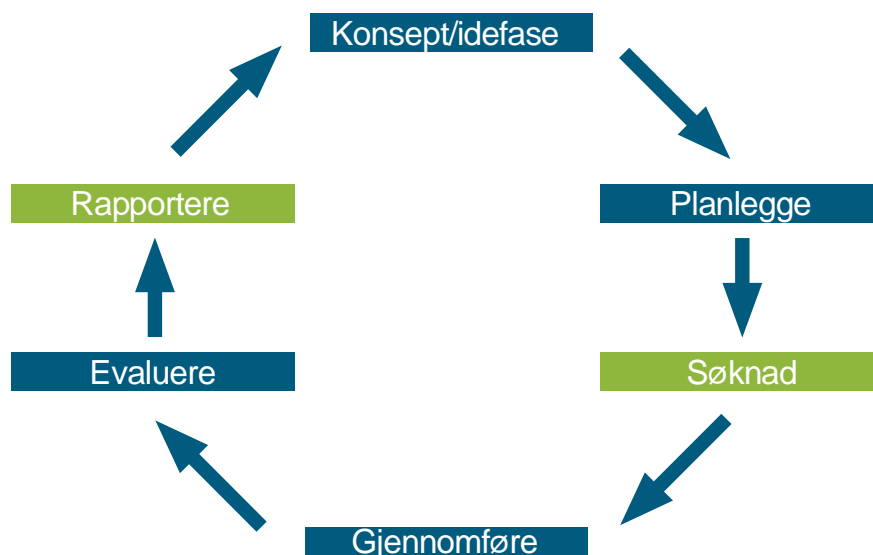 Konsept/idefase
Rapportere
Planlegge
Evaluere
Søknad
Gjennomføre